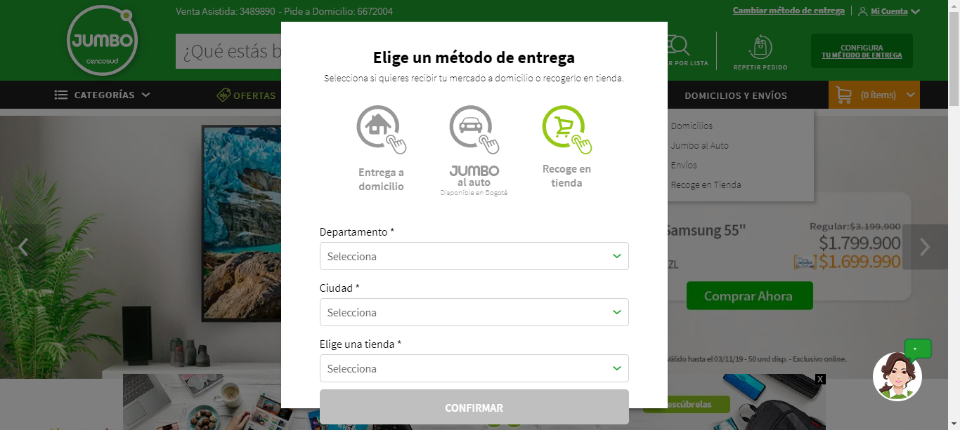 Venta Asistida: 3489890 - Pide a Domicilio: 6672004
Cambiar método de entrega
Mi Cuenta
JUMBO
cencosud
¿Qué estás b
R POR LISTA
REPETIR PEDIDO
CONFIGURA
TU MÉTODO DE ENTREGA
CATEGORÍAS
OFERTAS
DOMICILIOS Y ENVÍOS
(0 ítems)
Domicilios
Jumbo al Auto
Envíos
Recoge en Tienda
Elige un método de entrega
Selecciona si quieres recibir tu mercado a domicilio o recogerlo en tienda.
Entrega a
domicilio
JUMBO
al auto
Disponible en Bogotá
Recoge en
tienda
Departamento *
Selecciona
Ciudad *
Selecciona
Elige una tienda *
Selecciona
CONFIRMAR
Samsung 55"
ZL
Regular: $3.199.900
$1.799.900
$1.699.990
Comprar Ahora
álido hasta el 03/11/19 - 50 und disp. - Exclusivo online.
X
escúbrelas